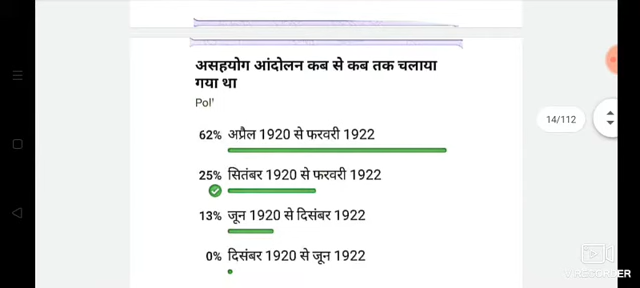 असहयोग आंदोलन कब से कब तक चलाया
गया था
Pol'
62% अप्रैल 1920 से फरवरी 1922
25% सितंबर 1920 से फरवरी 1922
13% जून 1920 से दिसंबर 1922
0% दिसंबर 1920 से जून 1922
14/112